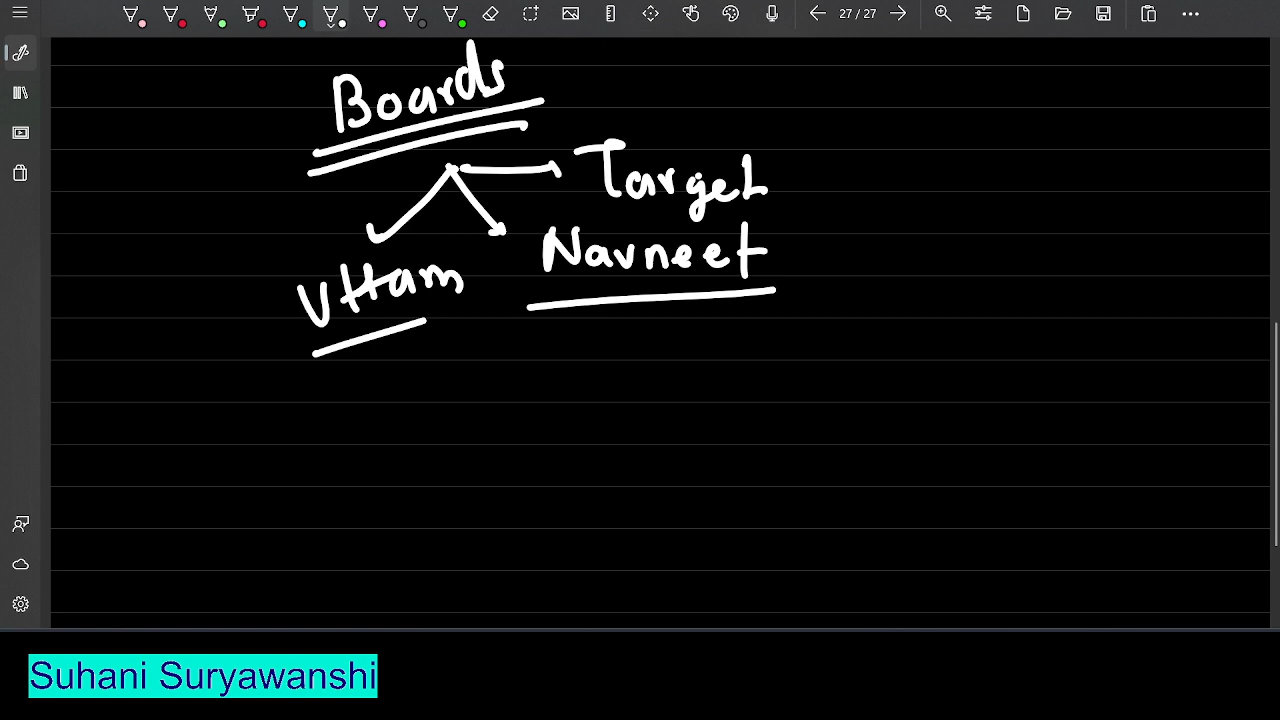 27 / 27
Boards
Target
Navneet
Uttam
Suhani Suryawanshi